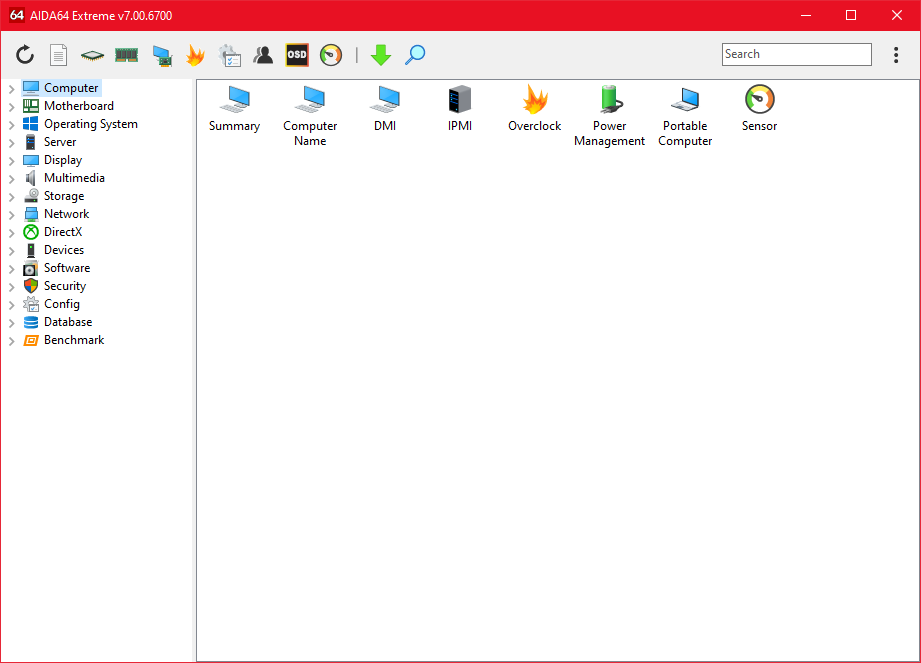 64 AIDA64 Extreme v7.00.6700
OSD
Search
Computer
Motherboard
Operating System
Server
Display
Multimedia
Storage
Network
DirectX
Devices
Software
Security
Config
Database
Benchmark
Summary
Computer
Name
DMI
IPMI
Overclock
Power
Management
Portable
Computer
Sensor